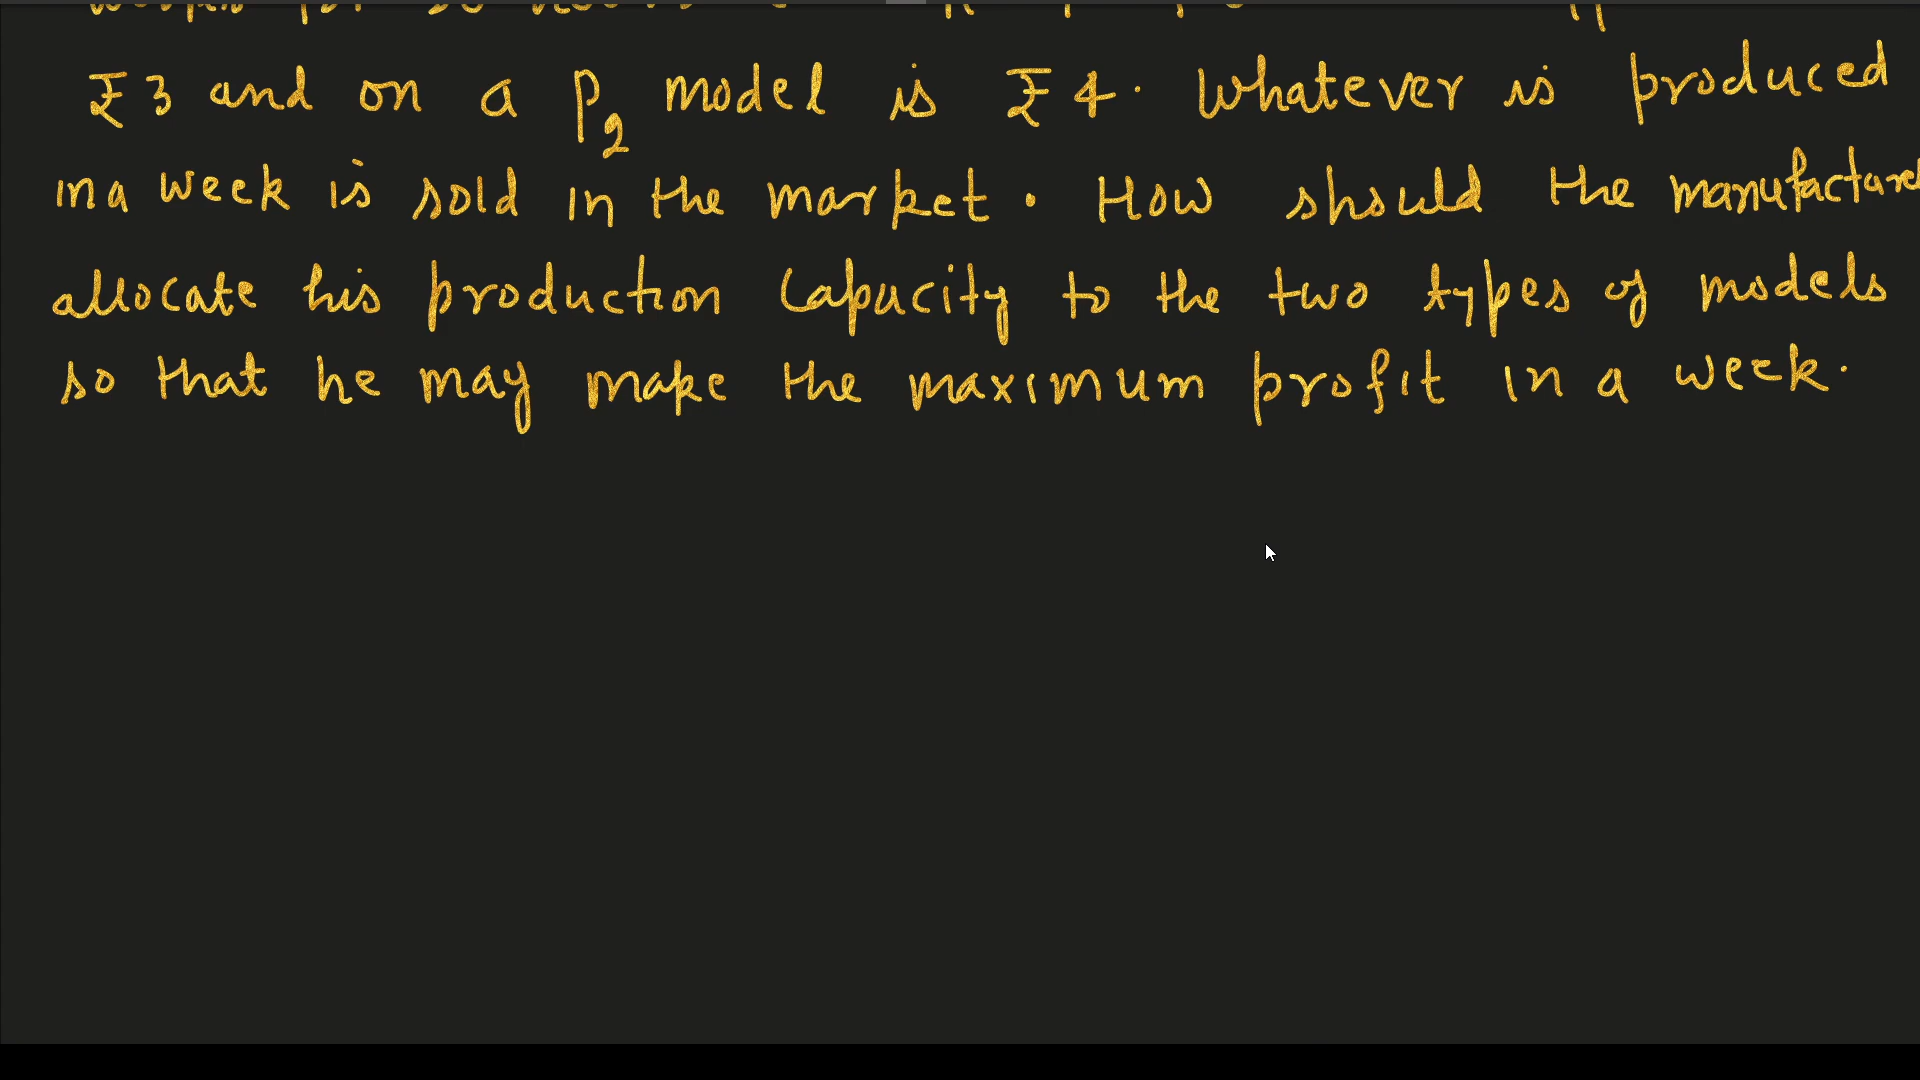 ₹3 and on a P2 model is ₹4. Whatever is produced
in a week is sold in the market. How should the
allocate his production capacity to the two types of models
so that he may make the maximum profit in a week.